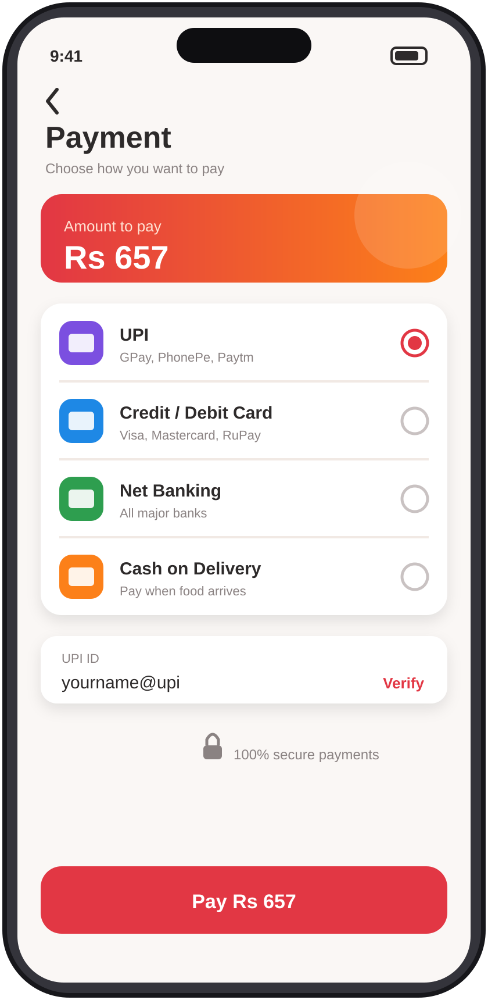 9:41
Payment
Choose how you want to pay
Amount to pay
Rs 657
UPI
GPay, PhonePe, Paytm
Credit / Debit Card
Visa, Mastercard, RuPay
Net Banking
All major banks
Cash on Delivery
Pay when food arrives
UPI ID
yourname@upi
Verify
100% secure payments
Pay Rs 657